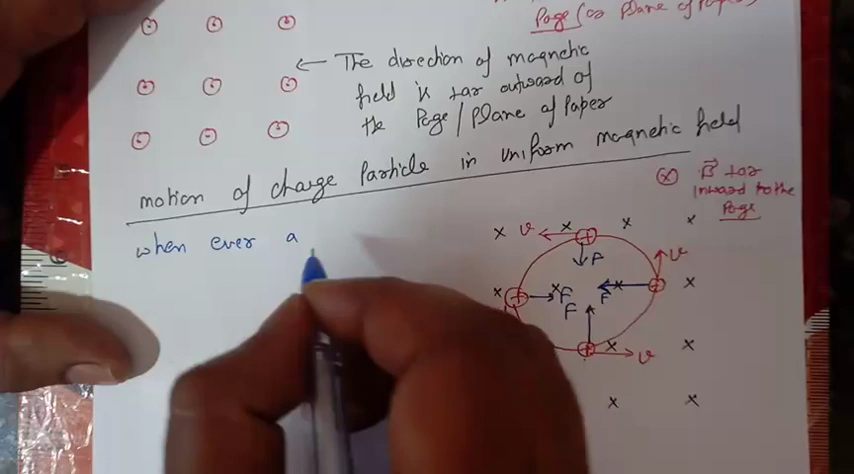 Page (or Plane of Paper)
← The direction of magnetic
field is tar outward of
the Page/Plane of Paper
motion of charge Particle in uniform magnetic field
B tar
inward to the
Page
when ever a
v
F
v
F
F
F
v